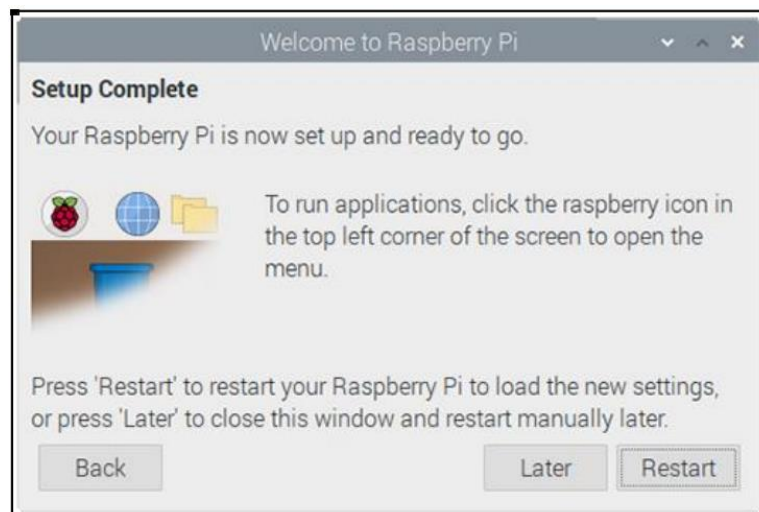 Welcome to Raspberry Pi
Setup Complete
Your Raspberry Pi is now set up and ready to go.
To run applications, click the raspberry icon in
the top left corner of the screen to open the
menu.
Press 'Restart' to restart your Raspberry Pi to load the new settings,
or press 'Later' to close this window and restart manually later.
Back Later Restart